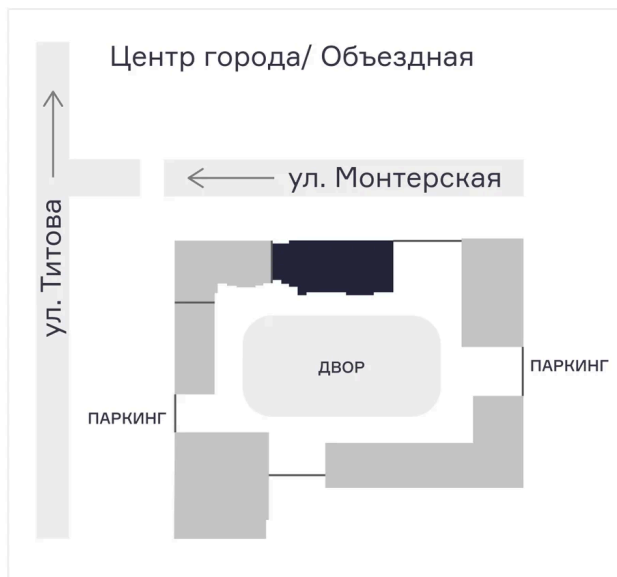 Центр города/ Объездная
ул. Монтерская
ул. Титова
ДВОР
ПАРКИНГ
ПАРКИНГ